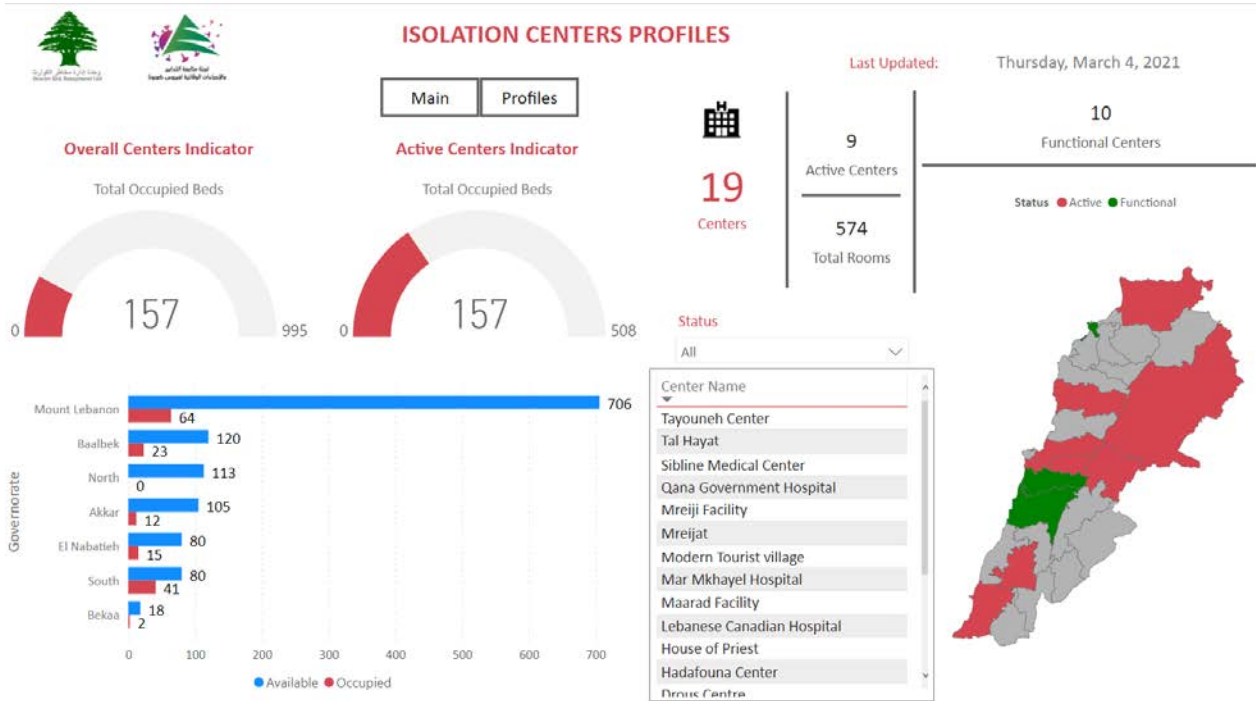 ISOLATION CENTERS PROFILES
Last Updated:
Thursday, March 4, 2021
Main
Profiles
10
Functional Centers
9
Active Centers
19
Centers
574
Total Rooms
Status Active Functional
Overall Centers Indicator
Total Occupied Beds
157
0
995
Active Centers Indicator
Total Occupied Beds
157
0
508
Status
All
Center Name
Tayouneh Center
Tal Hayat
Sibline Medical Center
Qana Government Hospital
Mreiji Facility
Mreijat
Modern Tourist village
Mar Mkhayel Hospital
Maarad Facility
Lebanese Canadian Hospital
House of Priest
Hadafouna Center
Drous Centre
Governorate
Mount Lebanon
706
64
Baalbek
120
23
North
113
0
Akkar
105
12
El Nabatieh
80
15
South
80
41
Bekaa
18
2
0 100 200 300 400 500 600 700
Available Occupied